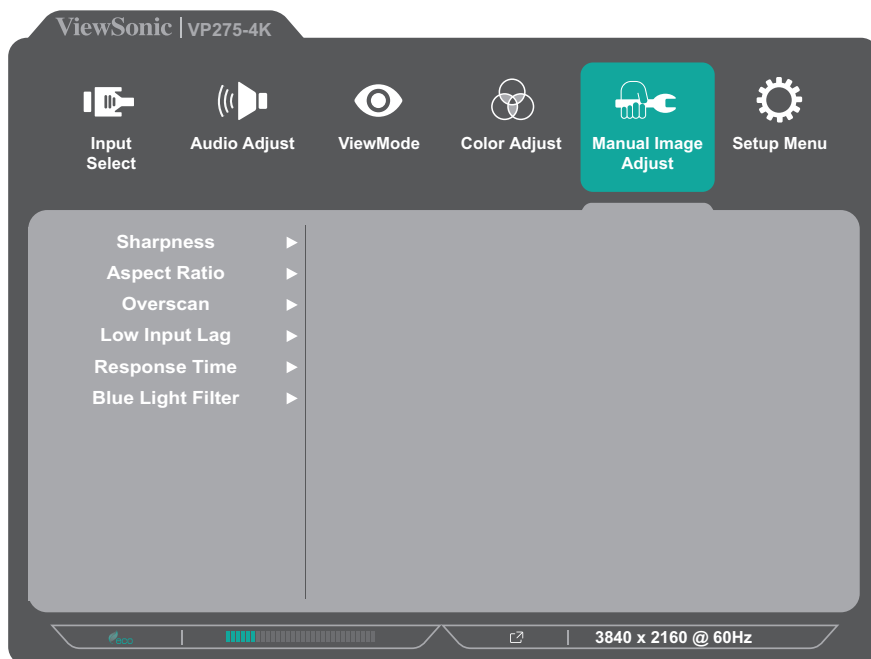 ViewSonic | VP275-4K
Input Select
Audio Adjust
ViewMode
Color Adjust
Manual Image Adjust
Setup Menu
Sharpness
Aspect Ratio
Overscan
Low Input Lag
Response Time
Blue Light Filter
eco
3840 x 2160 @ 60Hz